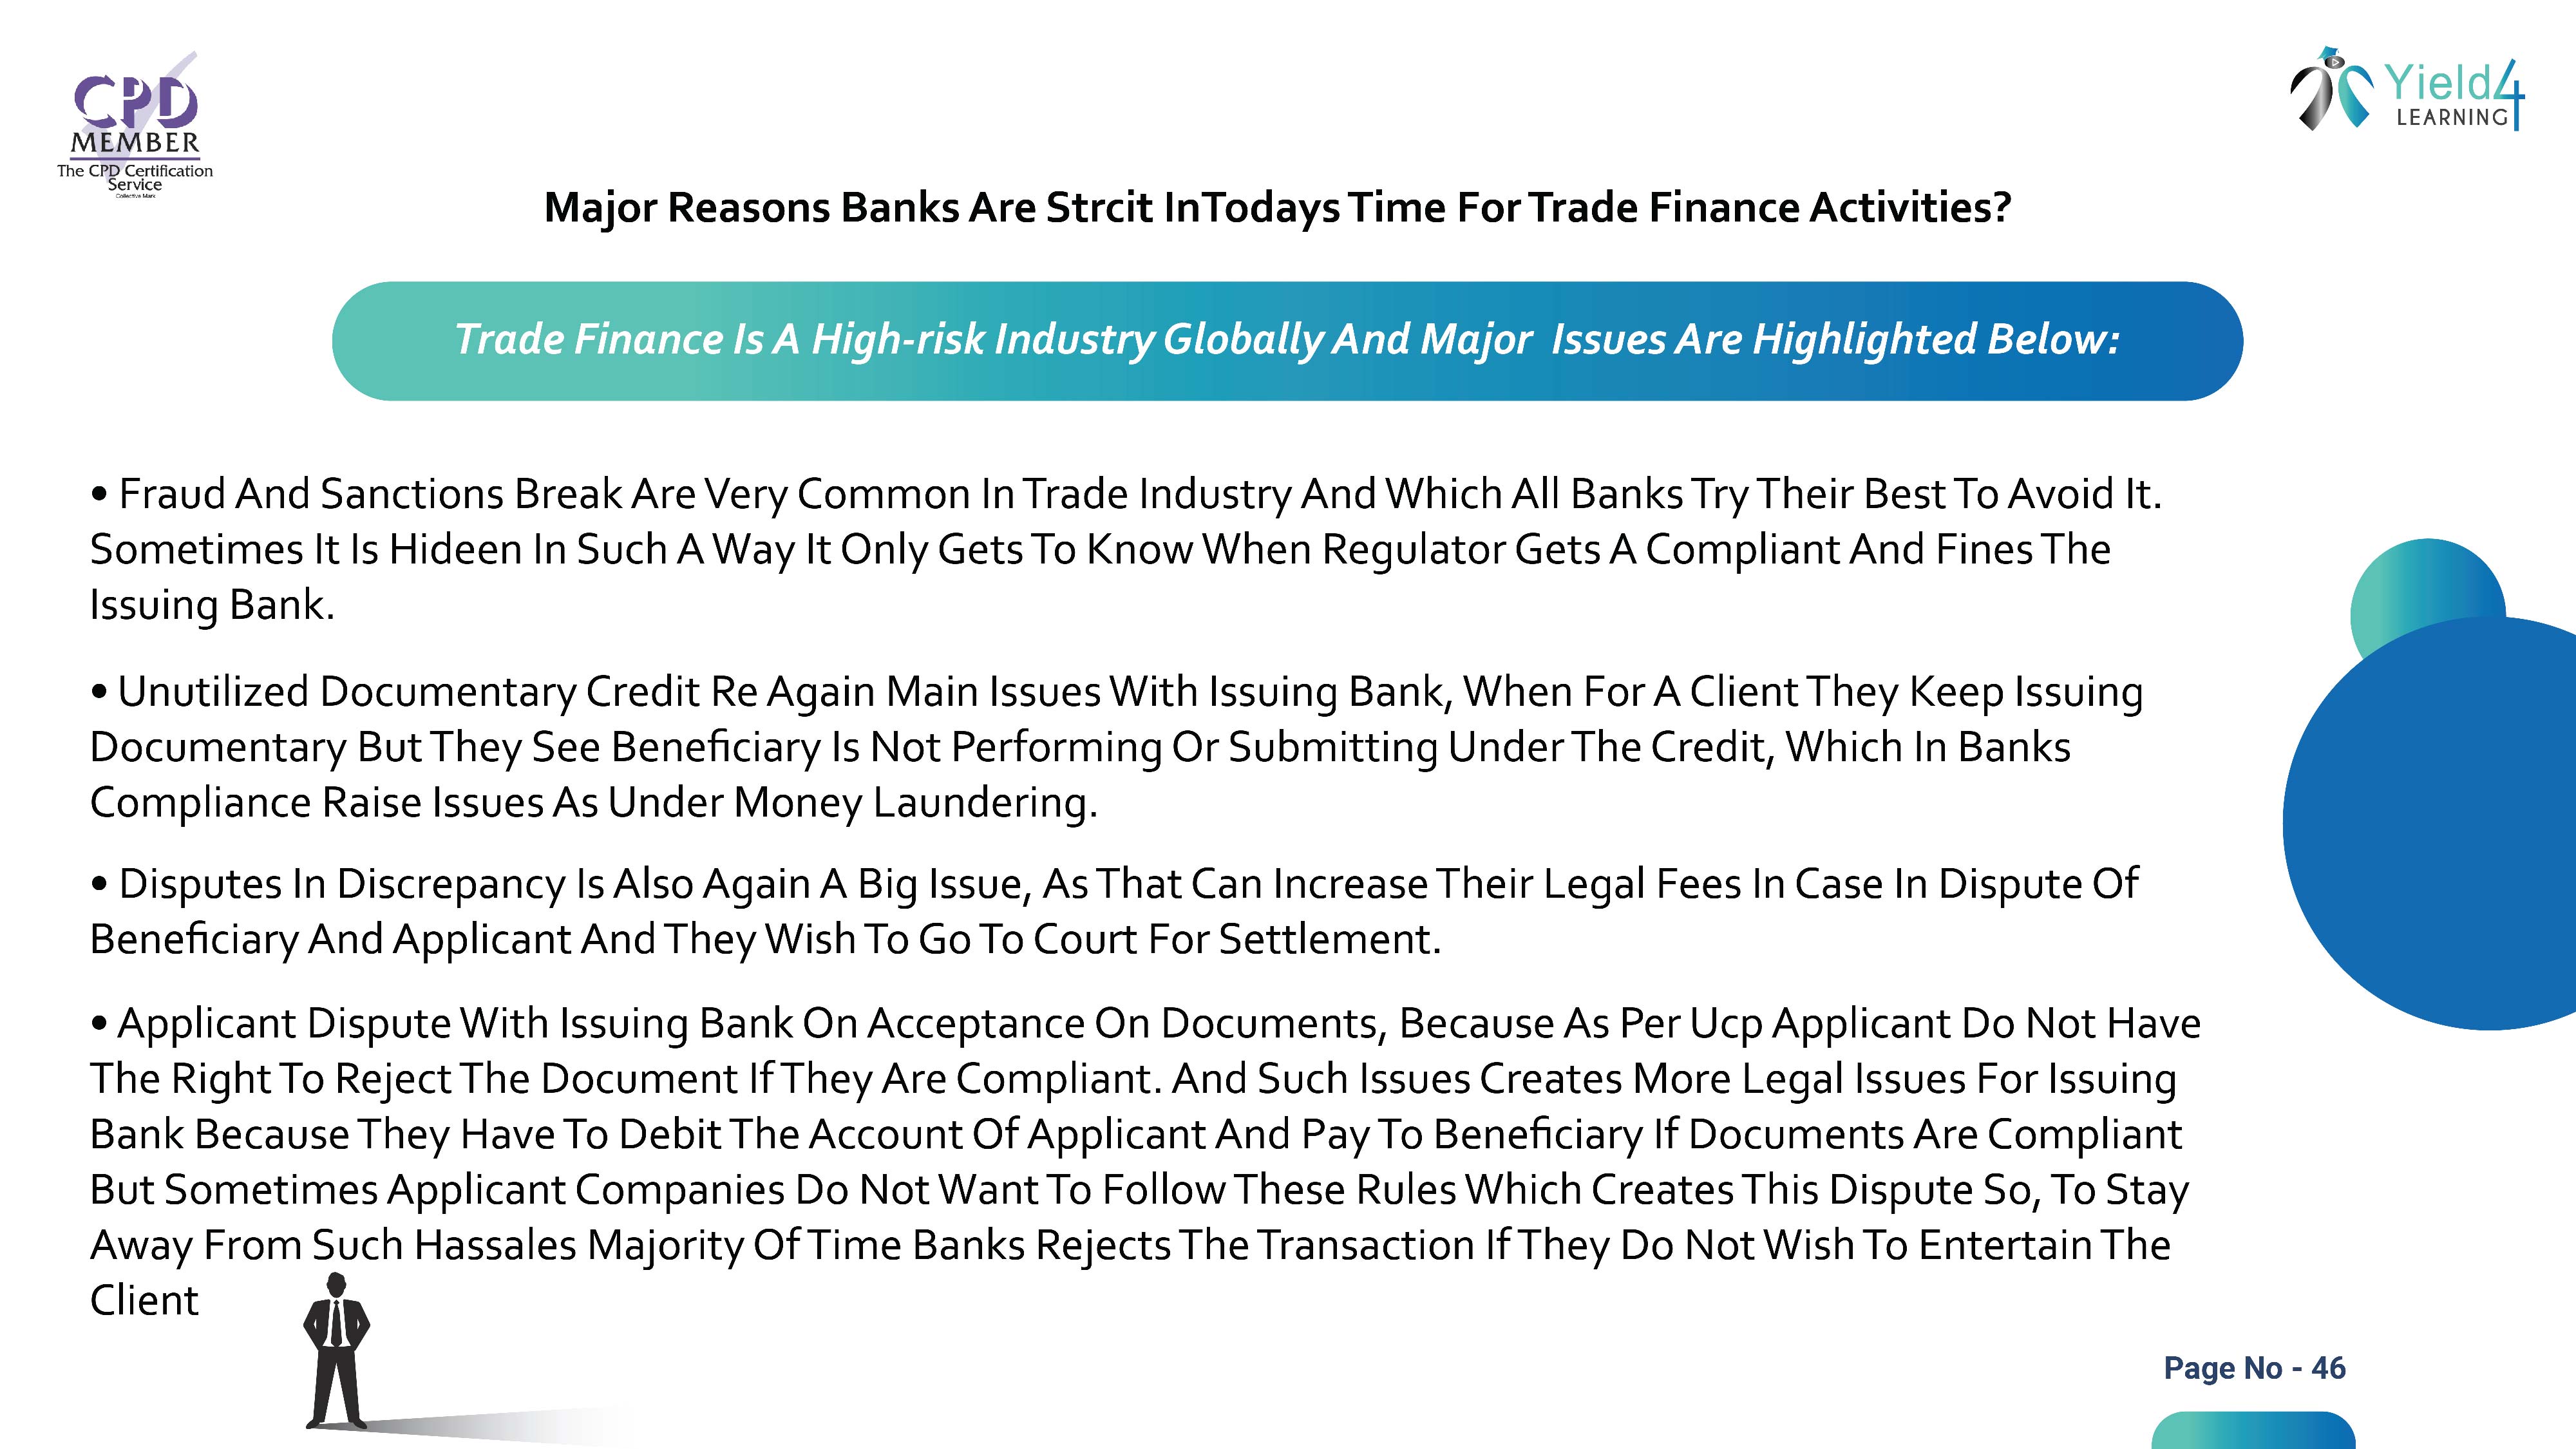 CPD
MEMBER
The CPD Certification
Service
Collective Mark
Yield4
LEARNING
Major Reasons Banks Are Strcit InTodays Time For Trade Finance Activities?
Trade Finance Is A High-risk Industry Globally And Major Issues Are Highlighted Below:
• Fraud And Sanctions Break Are Very Common In Trade Industry And Which All Banks Try Their Best To Avoid It.
Sometimes It Is Hideen In Such A Way It Only Gets To Know When Regulator Gets A Compliant And Fines The
Issuing Bank.
• Unutilized Documentary Credit Re Again Main Issues With Issuing Bank, When For A Client They Keep Issuing
Documentary But They See Beneficiary Is Not Performing Or Submitting Under The Credit, Which In Banks
Compliance Raise Issues As Under Money Laundering.
• Disputes In Discrepancy Is Also Again A Big Issue, As That Can Increase Their Legal Fees In Case In Dispute Of
Beneficiary And Applicant And They Wish To Go To Court For Settlement.
• Applicant Dispute With Issuing Bank On Acceptance On Documents, Because As Per Ucp Applicant Do Not Have
The Right To Reject The Document If They Are Compliant. And Such Issues Creates More Legal Issues For Issuing
Bank Because They Have To Debit The Account Of Applicant And Pay To Beneficiary If Documents Are Compliant
But Sometimes Applicant Companies Do Not Want To Follow These Rules Which Creates This Dispute So, To Stay
Away From Such Hassales Majority Of Time Banks Rejects The Transaction If They Do Not Wish To Entertain The
Client
Page No - 46